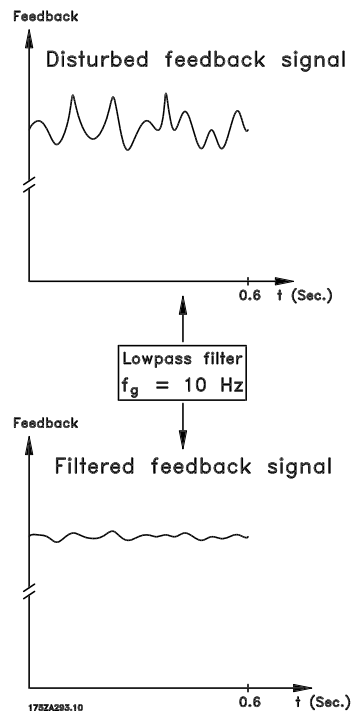 Feedback
Disturbed feedback signal
0.6 t (Sec.)
Lowpass filter
fg = 10 Hz
Feedback
Filtered feedback signal
0.6 t (Sec.)
175ZA293.10